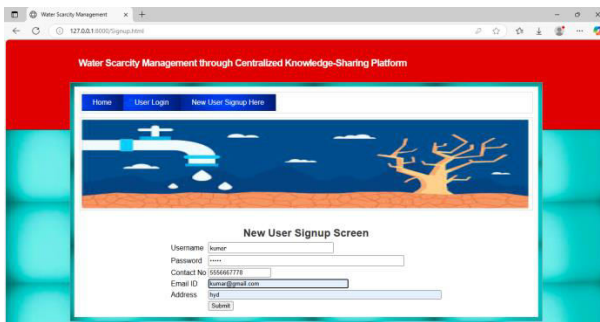 Water Scarcity Management
127.0.0.1:8000/Signup.html
Water Scarcity Management through Centralized Knowledge-Sharing Platform
Home User Login New User Signup Here
New User Signup Screen
Username kumar
Password •••••
Contact No 5556667778
Email ID kumar@gmail.com
Address hyd
Submit